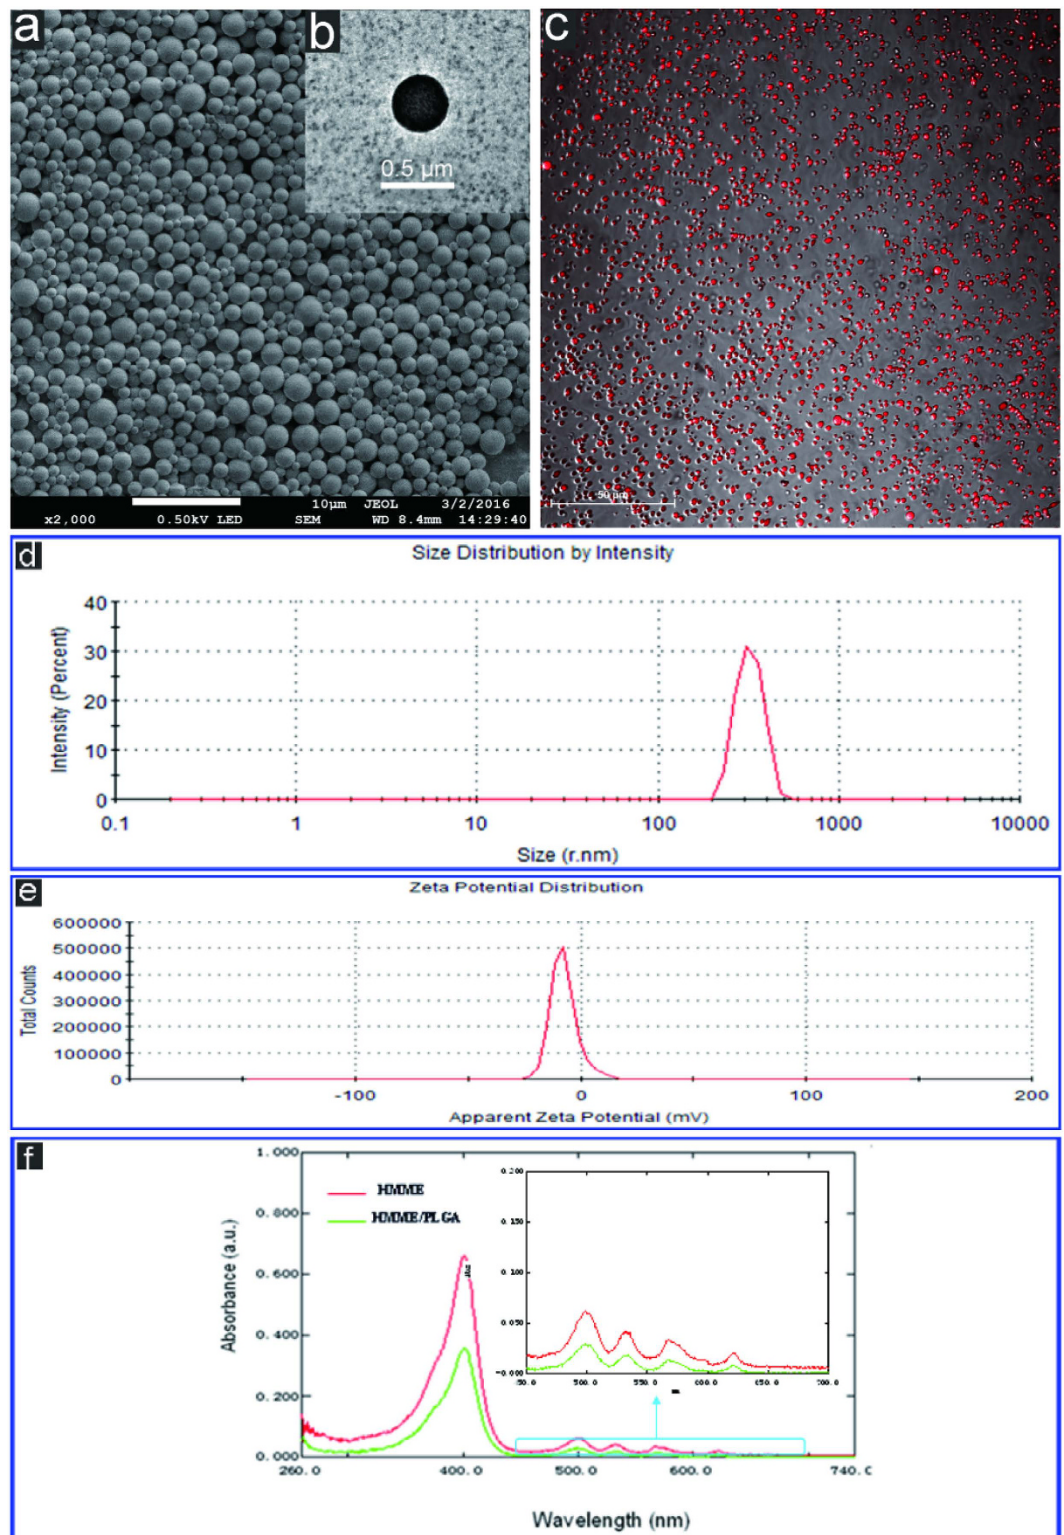 a
b
0.5 µm
c
10µm JEOL 3/2/2016
x2,000 0.50kV LED SEM WD 8.4mm 14:29:40
50 µm
d
Size Distribution by Intensity
Intensity (Percent)
40
30
20
10
0
0.1 1 10 100 1000 10000
Size (r.nm)
e
Zeta Potential Distribution
Total Counts
600000
500000
400000
300000
200000
100000
0
-100 0 100 200
Apparent Zeta Potential (mV)
f
Absorbance (a.u.)
1.000
0.800
0.600
0.400
0.200
0.000
HMME
HMME/PLGA
0.200
0.150
0.100
0.050
-0.000
500.0 550.0 600.0 650.0 700.0
260.0 400.0 500.0 600.0 740.0
Wavelength (nm)